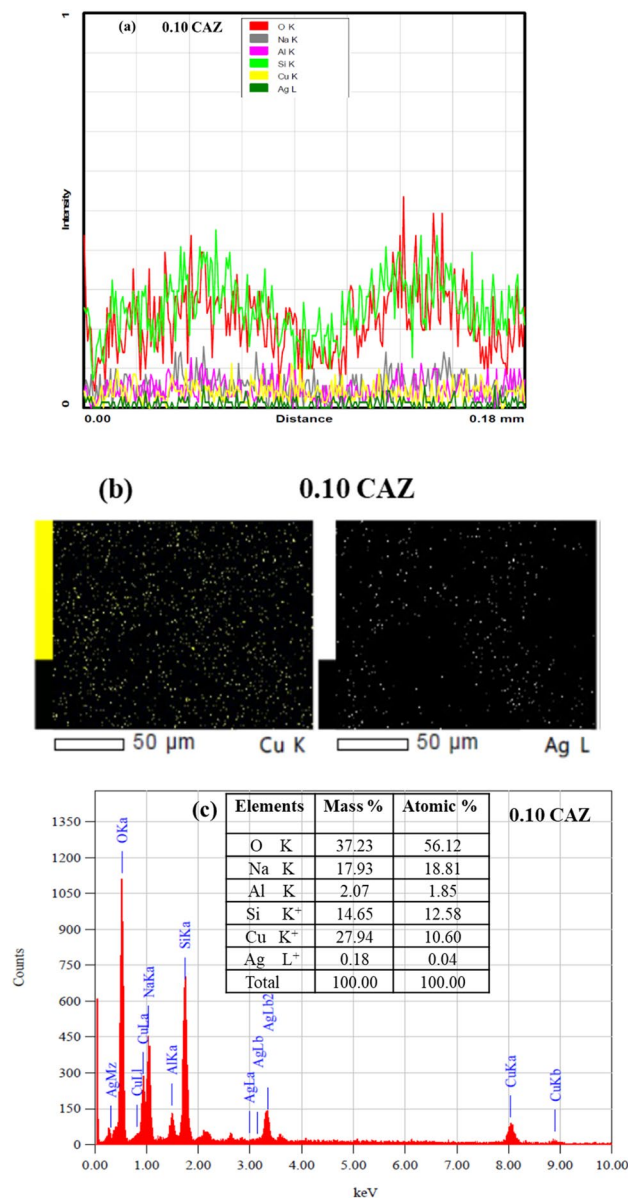 (a) 0.10 CAZ
O K
Na K
Al K
Si K
Cu K
Ag L
1
Intensity
0
0.00 Distance 0.18 mm
(b) 0.10 CAZ
50 µm Cu K
50 µm Ag L
(c) 0.10 CAZ
Elements Mass % Atomic %
O K 37.23 56.12
Na K 17.93 18.81
Al K 2.07 1.85
Si K+ 14.65 12.58
Cu K+ 27.94 10.60
Ag L+ 0.18 0.04
Total 100.00 100.00
Counts
1350
1200
1050
900
750
600
450
300
150
0
AgMz
OKa
CuLl
CuLa
NaKa
AlKa
SiKa
AgLa
AgLb
AgLb2
CuKa
CuKb
0.00 1.00 2.00 3.00 4.00 5.00 6.00 7.00 8.00 9.00 10.00
keV